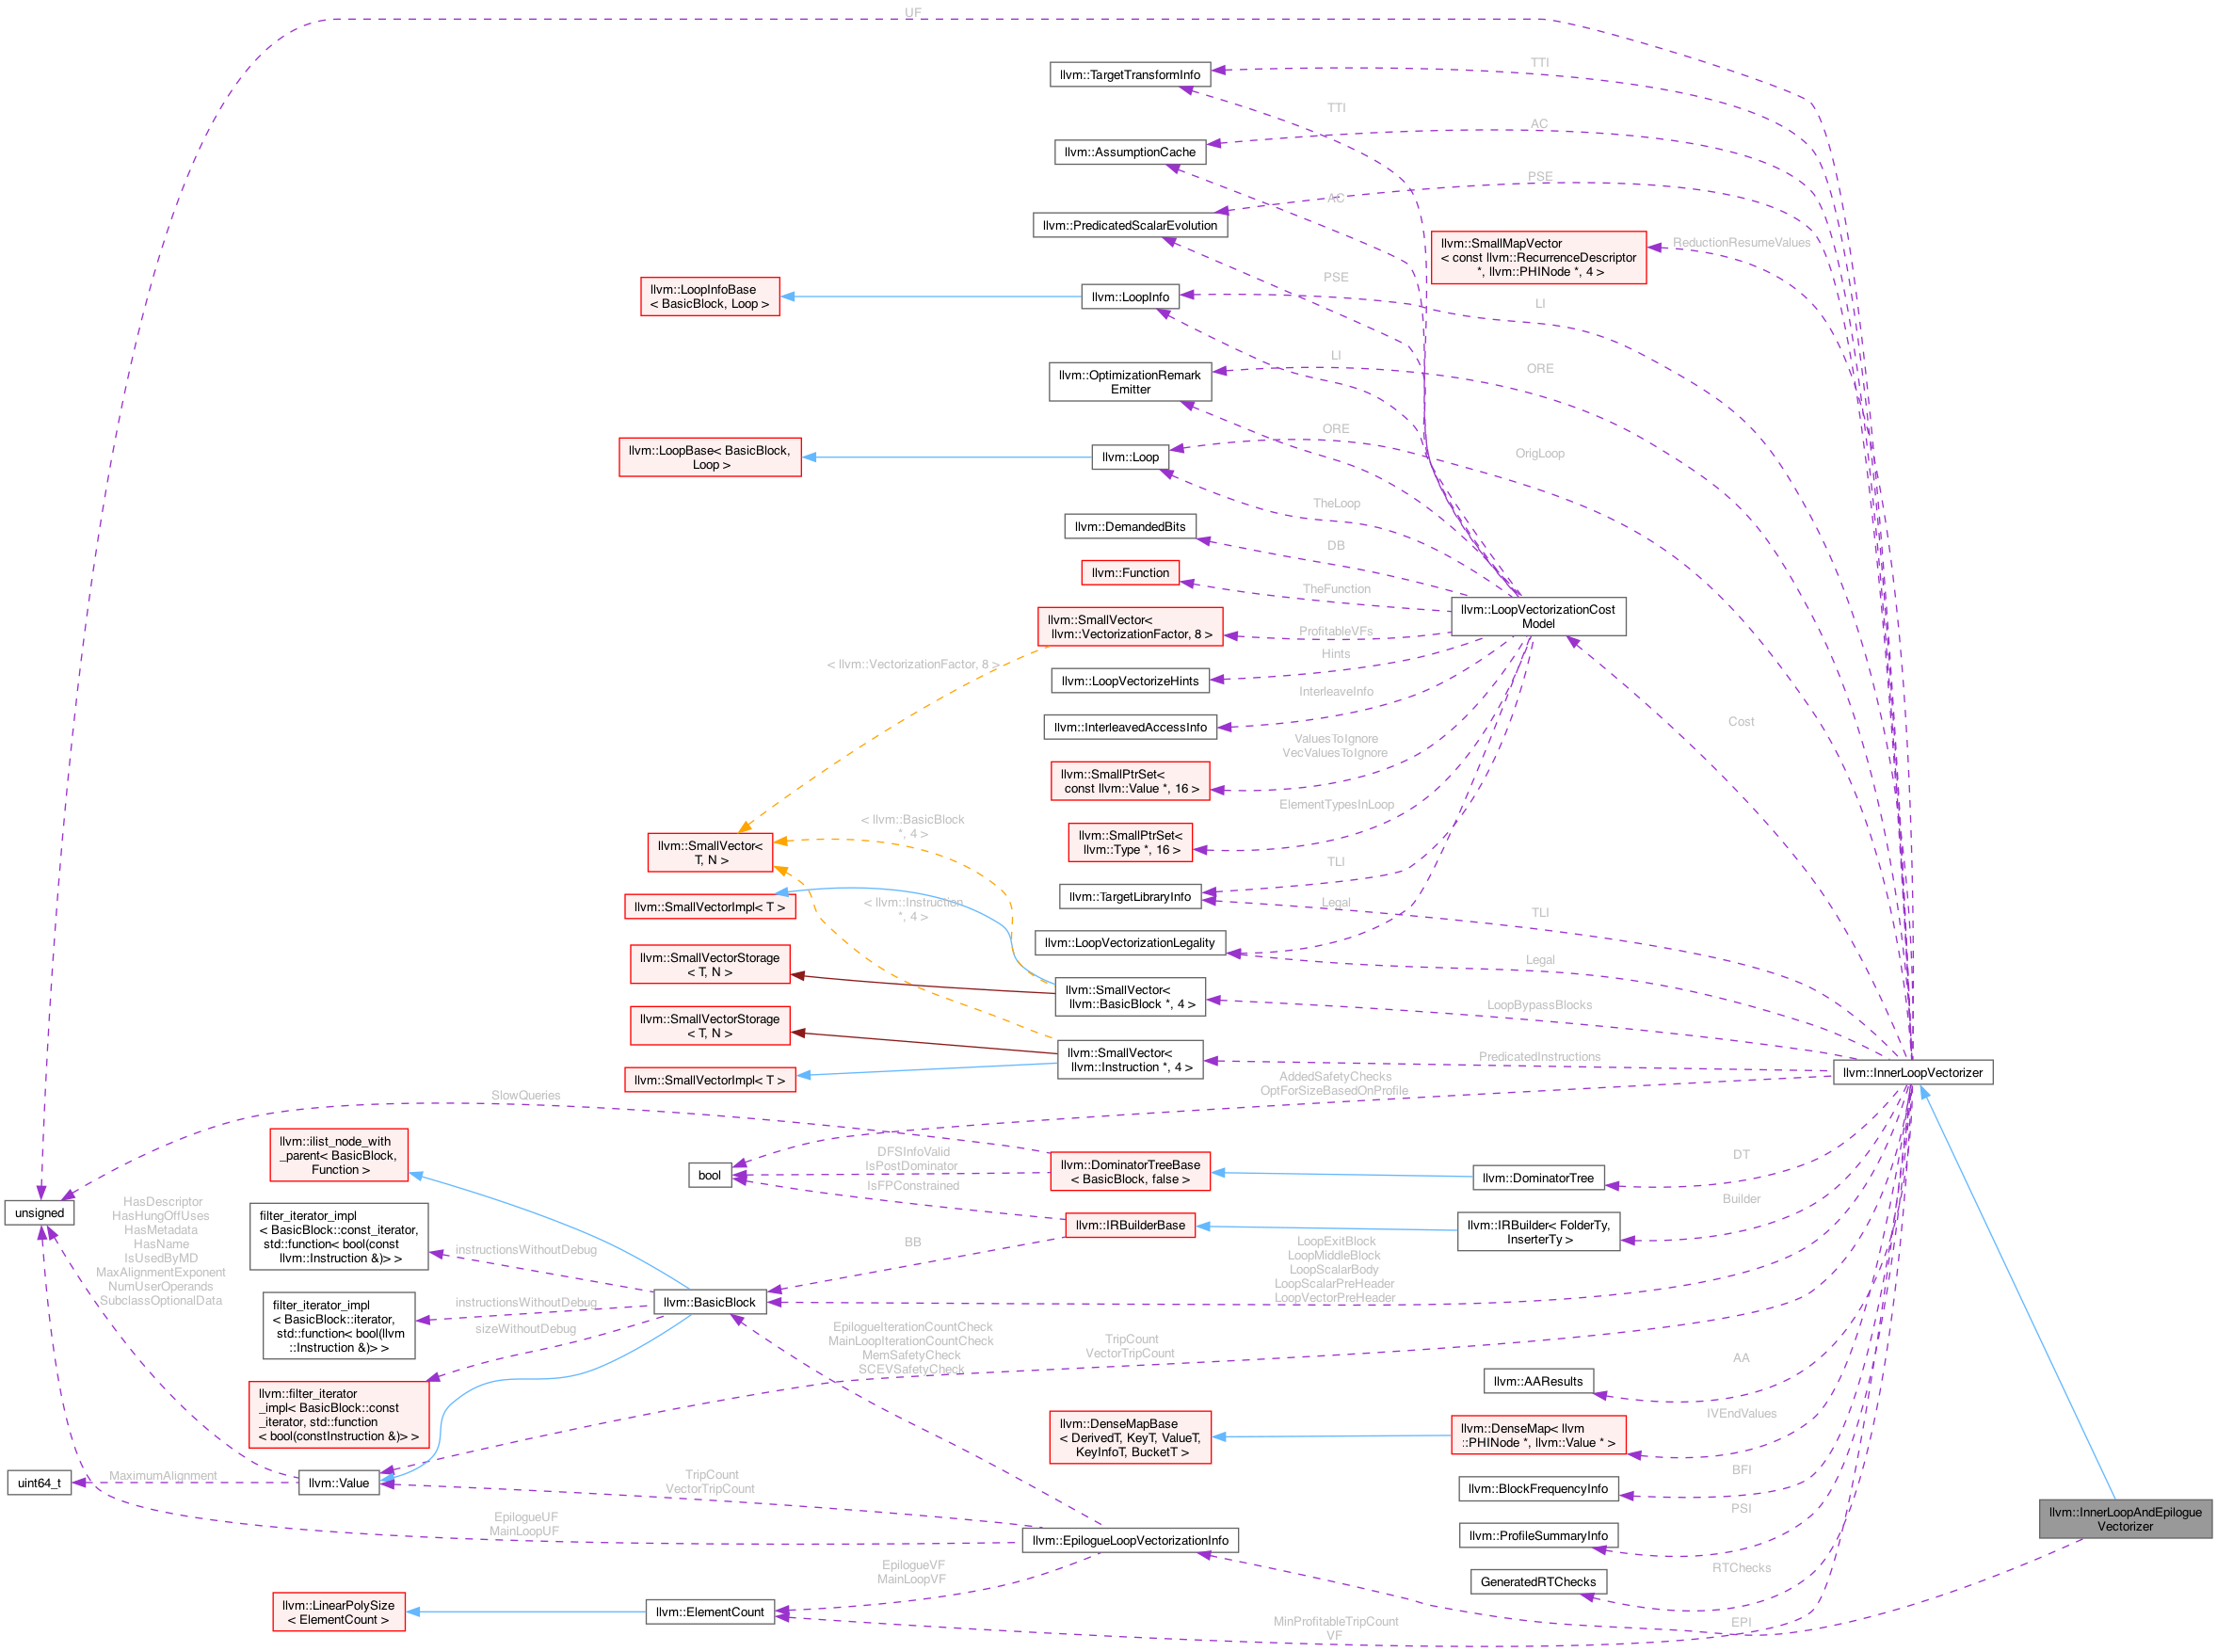 UF
llvm::TargetTransformInfo
TTI
TTI
llvm::AssumptionCache
AC
AC
llvm::PredicatedScalarEvolution
PSE
PSE
llvm::SmallMapVector
< const llvm::RecurrenceDescriptor
*, llvm::PHINode *, 4 >
ReductionResumeValues
llvm::LoopInfoBase
< BasicBlock, Loop >
llvm::LoopInfo
LI
LI
llvm::OptimizationRemark
Emitter
ORE
ORE
llvm::LoopBase< BasicBlock,
Loop >
llvm::Loop
OrigLoop
TheLoop
llvm::DemandedBits
DB
llvm::Function
TheFunction
llvm::LoopVectorizationCost
Model
llvm::SmallVector<
llvm::VectorizationFactor, 8 >
ProfitableVFs
< llvm::VectorizationFactor, 8 >
Hints
llvm::LoopVectorizeHints
InterleaveInfo
llvm::InterleavedAccessInfo
Cost
ValuesToIgnore
VecValuesToIgnore
llvm::SmallPtrSet<
const llvm::Value *, 16 >
ElementTypesInLoop
llvm::SmallPtrSet<
llvm::Type *, 16 >
< llvm::BasicBlock
*, 4 >
llvm::SmallVector<
T, N >
TLI
llvm::TargetLibraryInfo
llvm::SmallVectorImpl< T >
< llvm::Instruction
*, 4 >
Legal
TLI
llvm::LoopVectorizationLegality
Legal
llvm::SmallVectorStorage
< T, N >
llvm::SmallVector<
llvm::BasicBlock *, 4 >
LoopBypassBlocks
llvm::SmallVectorStorage
< T, N >
llvm::SmallVector<
llvm::Instruction *, 4 >
PredicatedInstructions
llvm::InnerLoopVectorizer
llvm::SmallVectorImpl< T >
AddedSafetyChecks
OptForSizeBasedOnProfile
SlowQueries
llvm::ilist_node_with
_parent< BasicBlock,
Function >
DFSInfoValid
IsPostDominator
bool
IsFPConstrained
llvm::DominatorTreeBase
< BasicBlock, false >
llvm::DominatorTree
DT
unsigned
HasDescriptor
HasHungOffUses
HasMetadata
HasName
IsUsedByMD
MaxAlignmentExponent
NumUserOperands
SubclassOptionalData
filter_iterator_impl
< BasicBlock::const_iterator,
std::function< bool(const
llvm::Instruction &)> >
instructionsWithoutDebug
BB
llvm::IRBuilderBase
llvm::IRBuilder< FolderTy,
InserterTy >
Builder
LoopExitBlock
LoopMiddleBlock
LoopScalarBody
LoopScalarPreHeader
LoopVectorPreHeader
filter_iterator_impl
< BasicBlock::iterator,
std::function< bool(llvm
::Instruction &)> >
instructionsWithoutDebug
sizeWithoutDebug
llvm::BasicBlock
EpilogueIterationCountCheck
MainLoopIterationCountCheck
MemSafetyCheck
SCEVSafetyCheck
TripCount
VectorTripCount
llvm::filter_iterator
_impl< BasicBlock::const
_iterator, std::function
< bool(constInstruction &)> >
AA
llvm::AAResults
llvm::DenseMapBase
< DerivedT, KeyT, ValueT,
KeyInfoT, BucketT >
llvm::DenseMap< llvm
::PHINode *, llvm::Value * >
IVEndValues
uint64_t
MaximumAlignment
llvm::Value
TripCount
VectorTripCount
BFI
llvm::BlockFrequencyInfo
PSI
llvm::ProfileSummaryInfo
llvm::InnerLoopAndEpilogue
Vectorizer
EpilogueUF
MainLoopUF
llvm::EpilogueLoopVectorizationInfo
EpilogueVF
MainLoopVF
RTChecks
GeneratedRTChecks
llvm::LinearPolySize
< ElementCount >
llvm::ElementCount
MinProfitableTripCount
VF
EPI